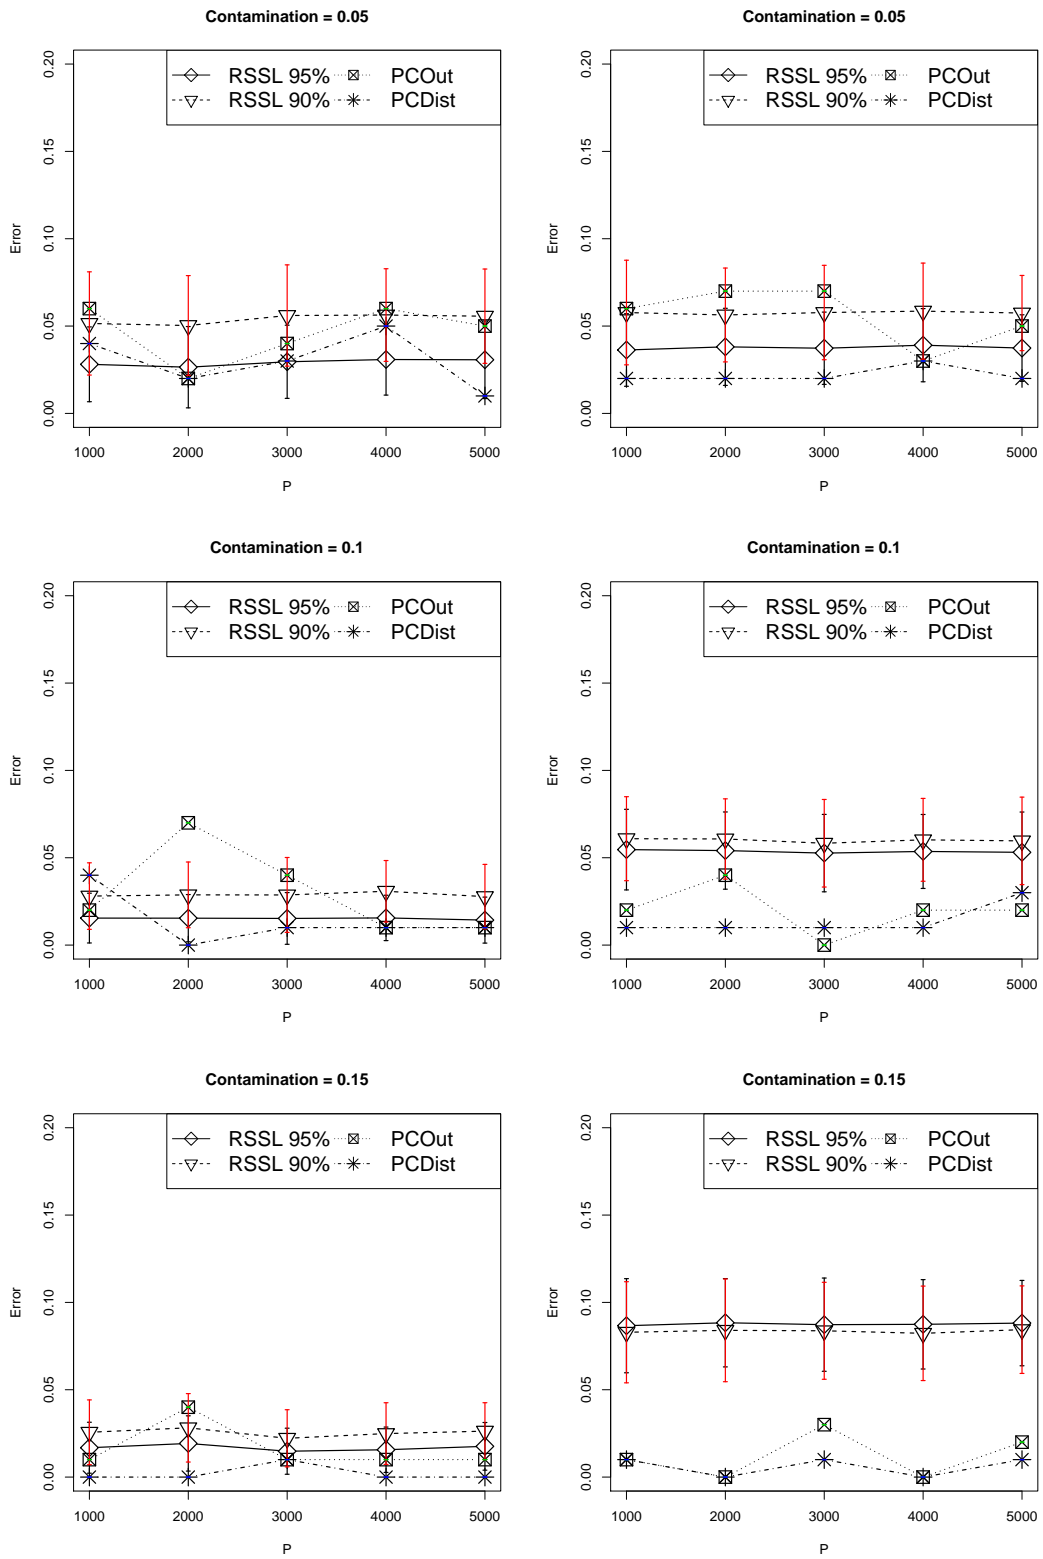 Contamination = 0.05
0.20
0.15
0.10
0.05
0.00
Error
RSSL 95%
PCOut
RSSL 90%
PCDist
1000
2000
3000
4000
5000
P
Contamination = 0.05
0.20
0.15
0.10
0.05
0.00
Error
RSSL 95%
PCOut
RSSL 90%
PCDist
1000
2000
3000
4000
5000
P
Contamination = 0.1
0.20
0.15
0.10
0.05
0.00
Error
RSSL 95%
PCOut
RSSL 90%
PCDist
1000
2000
3000
4000
5000
P
Contamination = 0.1
0.20
0.15
0.10
0.05
0.00
Error
RSSL 95%
PCOut
RSSL 90%
PCDist
1000
2000
3000
4000
5000
P
Contamination = 0.15
0.20
0.15
0.10
0.05
0.00
Error
RSSL 95%
PCOut
RSSL 90%
PCDist
1000
2000
3000
4000
5000
P
Contamination = 0.15
0.20
0.15
0.10
0.05
0.00
Error
RSSL 95%
PCOut
RSSL 90%
PCDist
1000
2000
3000
4000
5000
P